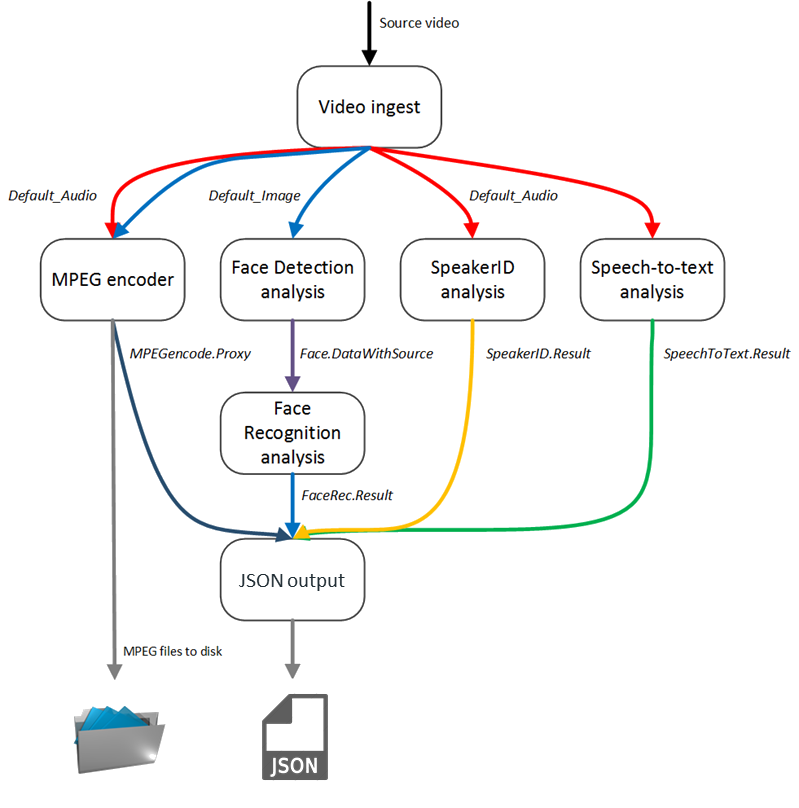 Source video
Video ingest
Default_Audio
Default_Image
Default_Audio
MPEG encoder
Face Detection
analysis
SpeakerID
analysis
Speech-to-text
analysis
MPEGencode.Proxy
Face.DataWithSource
SpeakerID.Result
SpeechToText.Result
Face
Recognition
analysis
FaceRec.Result
JSON output
MPEG files to disk
JSON